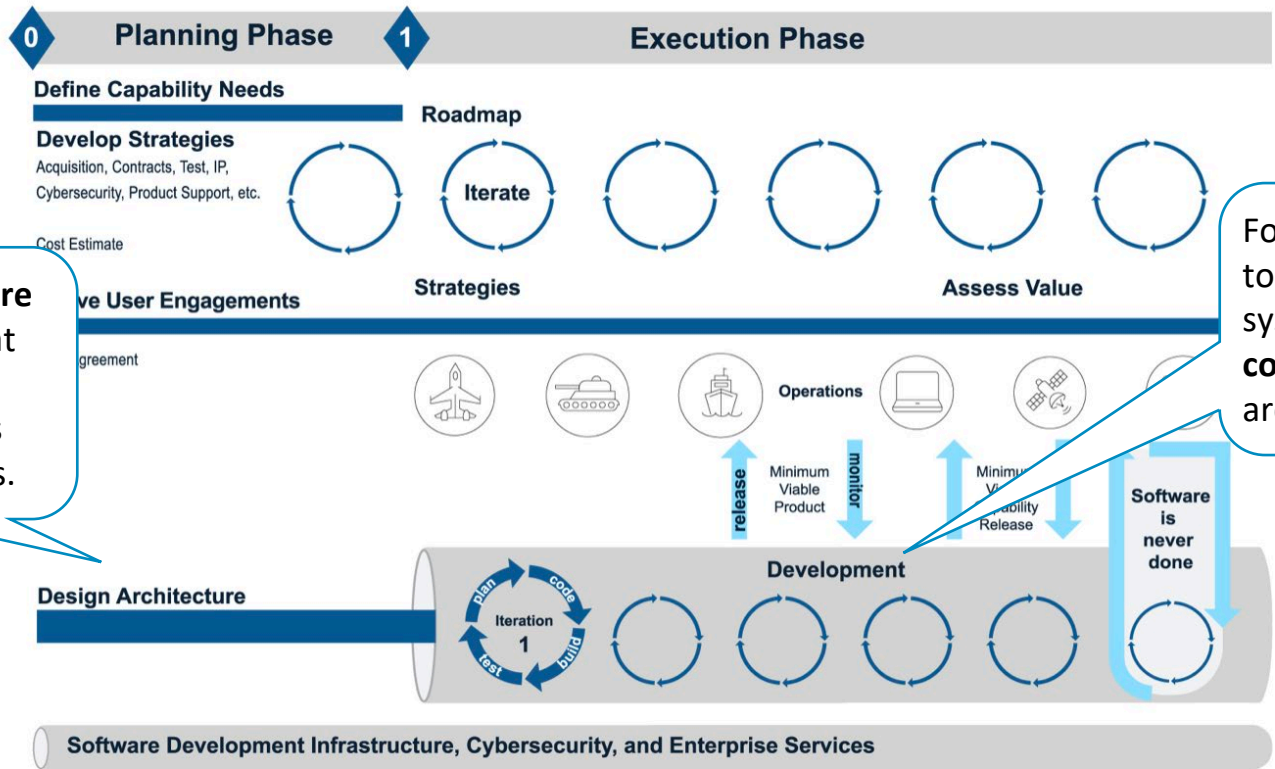 0
Planning Phase
1
Execution Phase
Define Capability Needs
Roadmap
Develop Strategies
Acquisition, Contracts, Test, IP,
Cybersecurity, Product Support, etc.
Iterate
Cost Estimate
Strategies
Assess Value
ve User Engagements
greement
re
t
s
s.
Fo
to
sy
co
ar
Operations
release
Minimum
Viable
Product
monitor
Minimu
Vi
pability
Release
Software
is
never
done
Development
Design Architecture
plan
code
Iteration
1
test
build
Software Development Infrastructure, Cybersecurity, and Enterprise Services